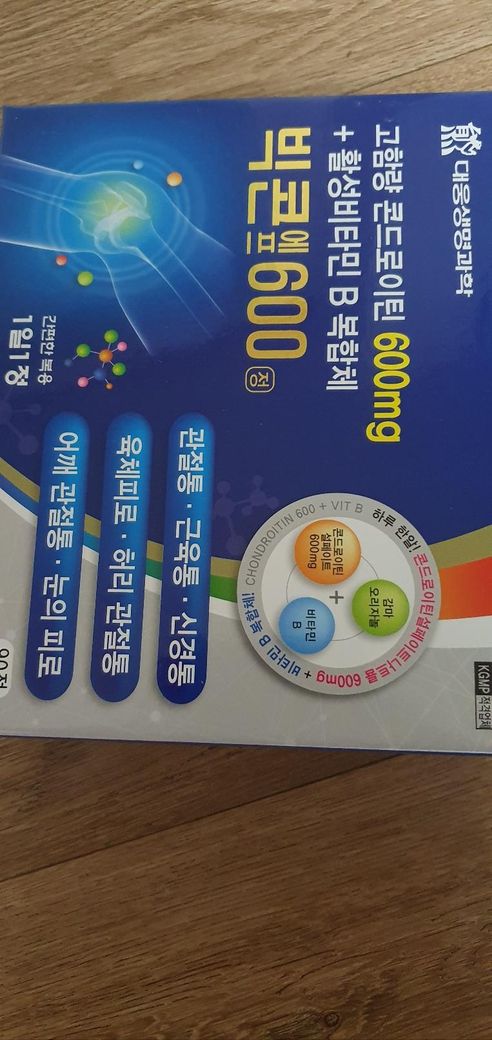 대웅생명과학
고함량 콘드로이틴 600mg
+ 활성비타민 B 복합제
빅콘에프600 정
하루 한알! 콘드로이틴설페이트나트륨 600mg + 비타민 B 복합제! CHONDROITIN 600 + VIT B
콘드로이틴
설페이트
600mg
감마
오리자놀
+
비타민
B
KGMP 적격업체
관절통 · 근육통 · 신경통
육체피로 · 허리 관절통
어깨 관절통 · 눈의 피로
간편한 복용
1일1정
90정